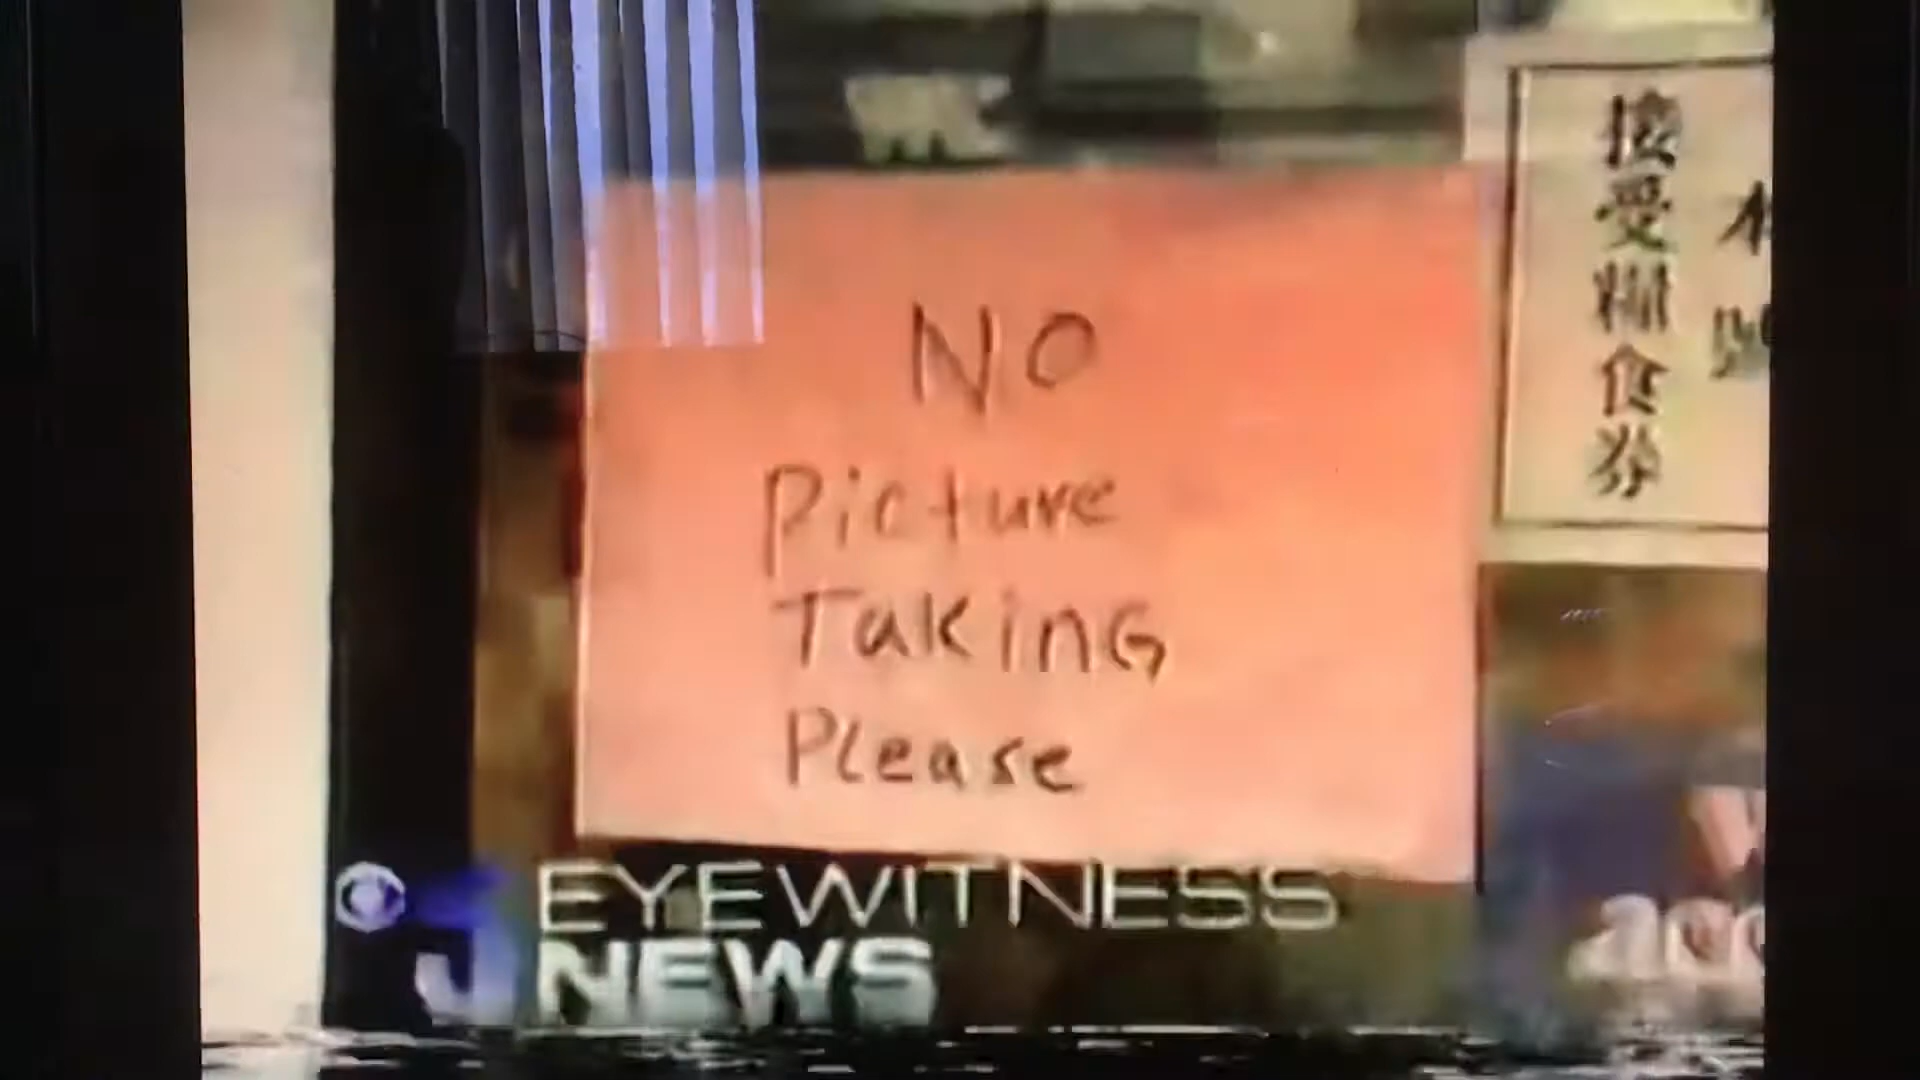 NO
Picture
TakinG
PLease
接受糧食券
EYEWITNESS
NEWS